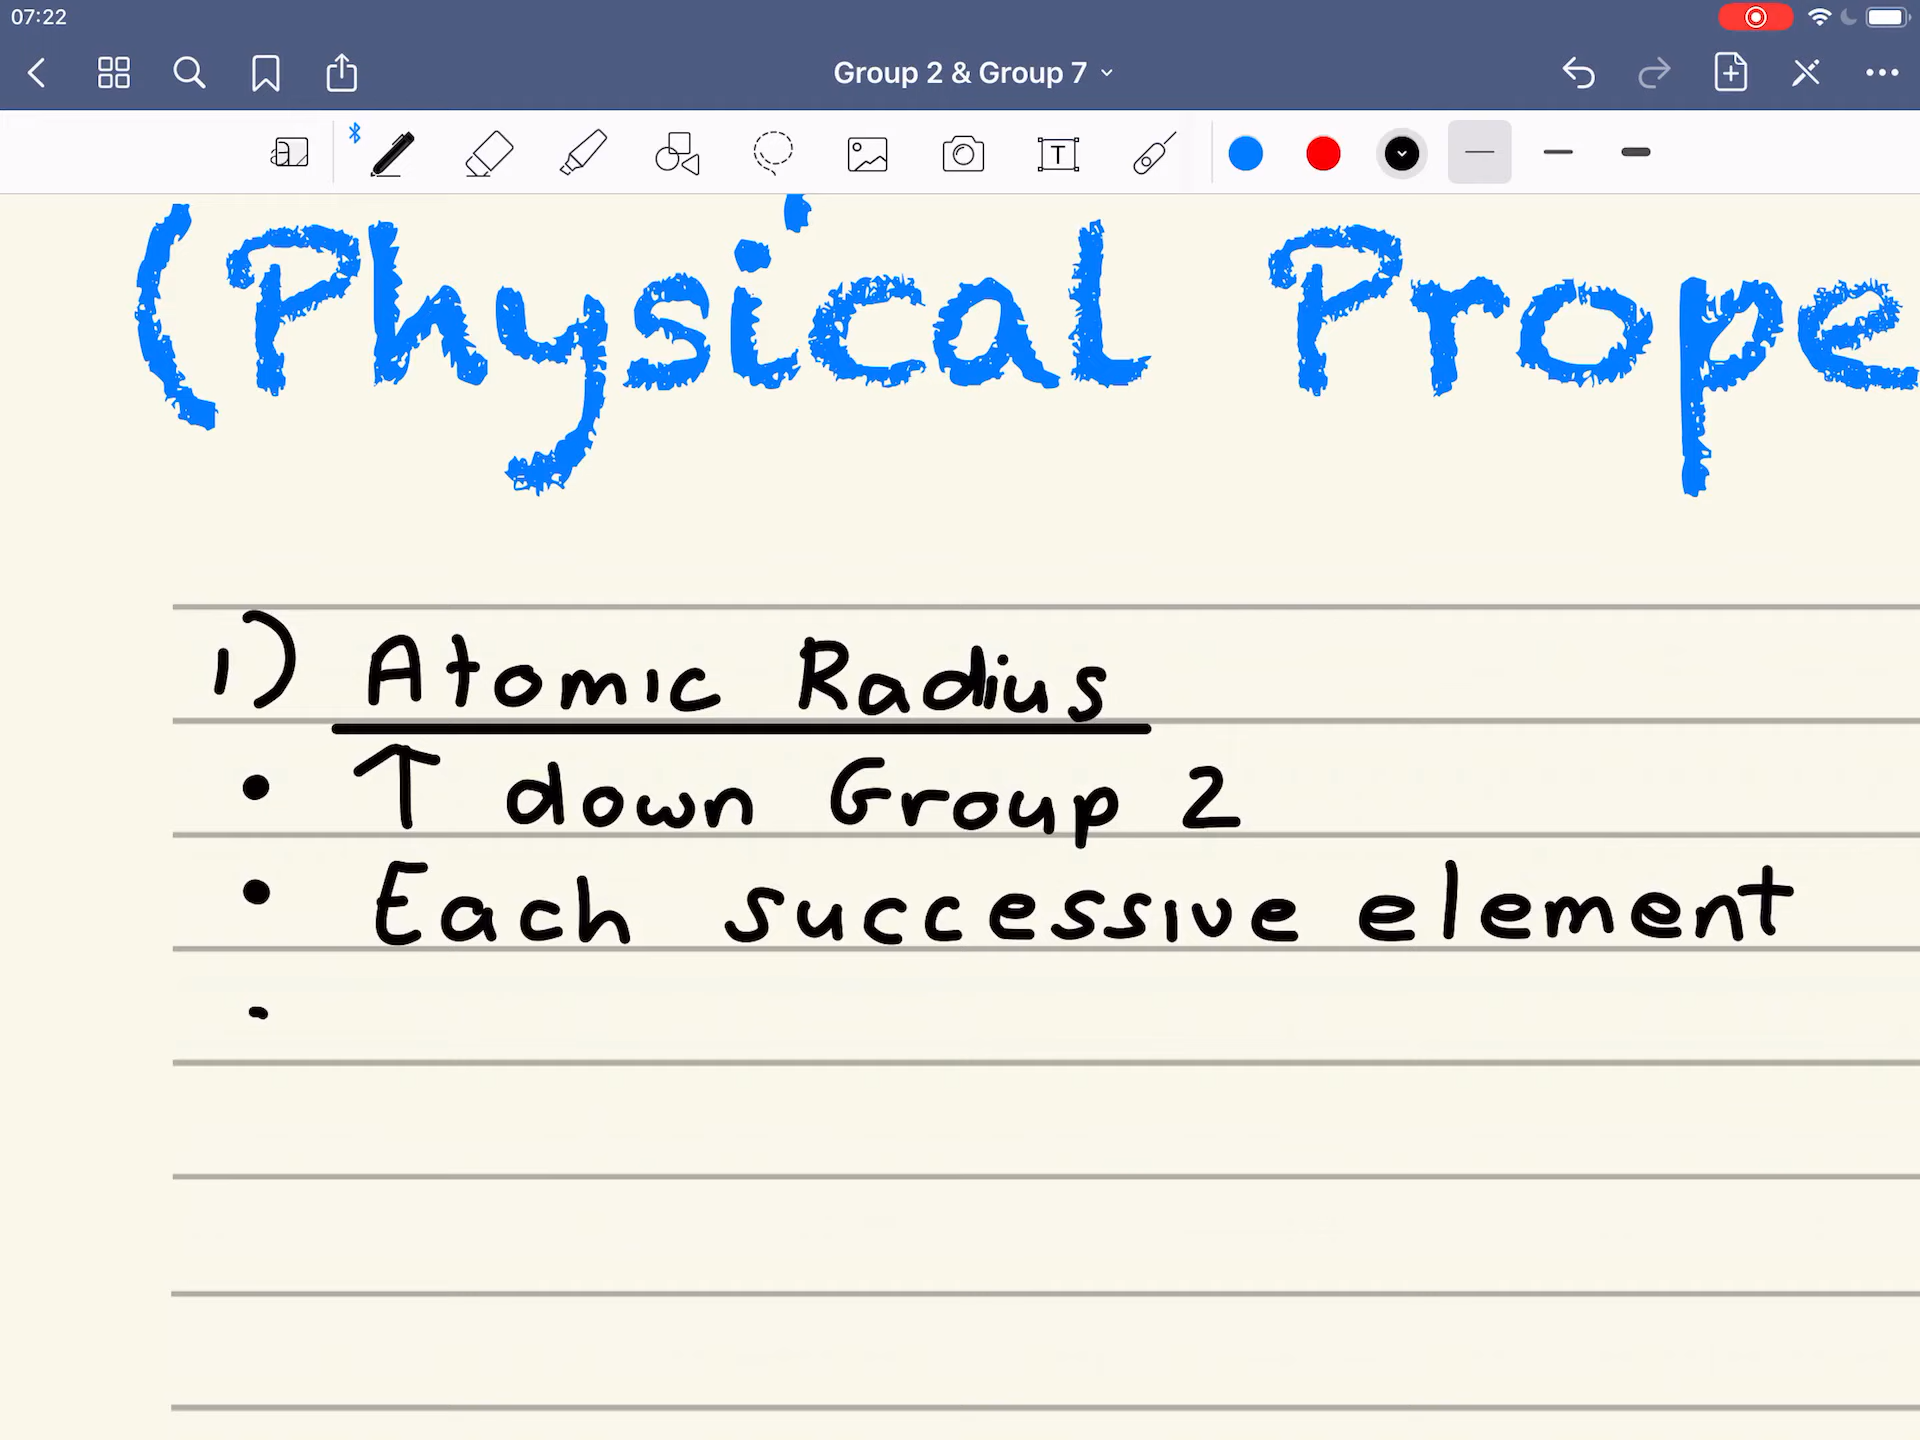 07:22
Group 2 & Group 7
(Physical Prope
1) Atomic Radius
• ↑ down Group 2
• Each successive element
-